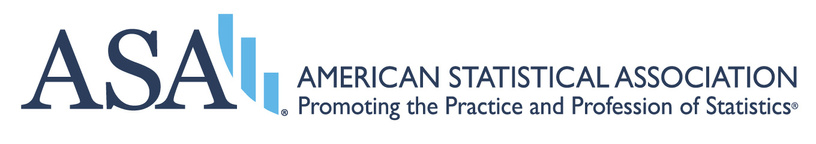 ASA®
AMERICAN STATISTICAL ASSOCIATION
Promoting the Practice and Profession of Statistics®